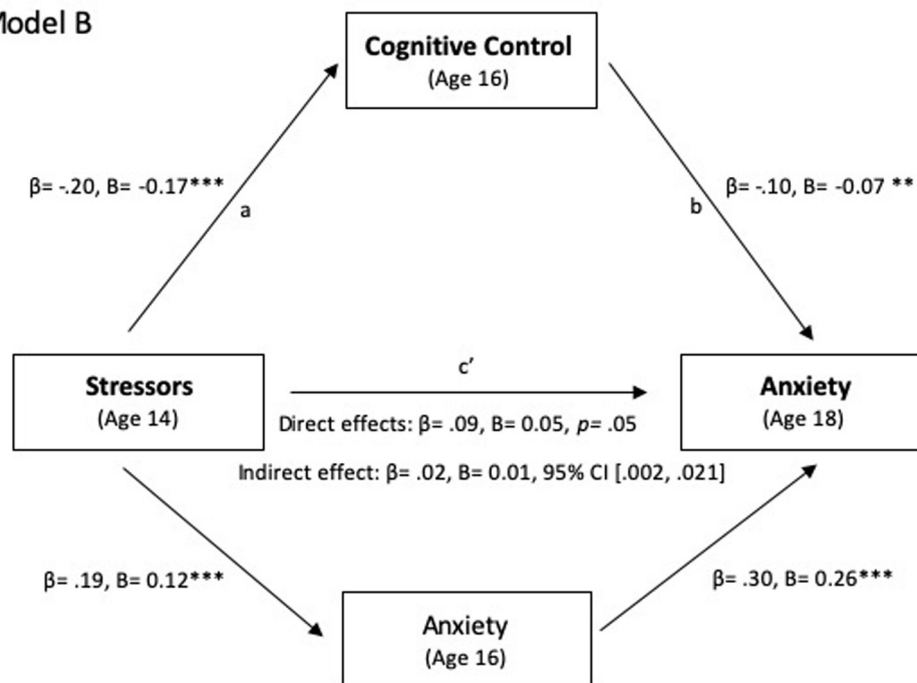 Model B
Cognitive Control
(Age 16)
β= -.20, B= -0.17***
a
b
β= -.10, B= -0.07 **
c’
Stressors
(Age 14)
Anxiety
(Age 18)
Direct effects: β= .09, B= 0.05, p= .05
Indirect effect: β= .02, B= 0.01, 95% CI [.002, .021]
β= .19, B= 0.12***
β= .30, B= 0.26***
Anxiety
(Age 16)